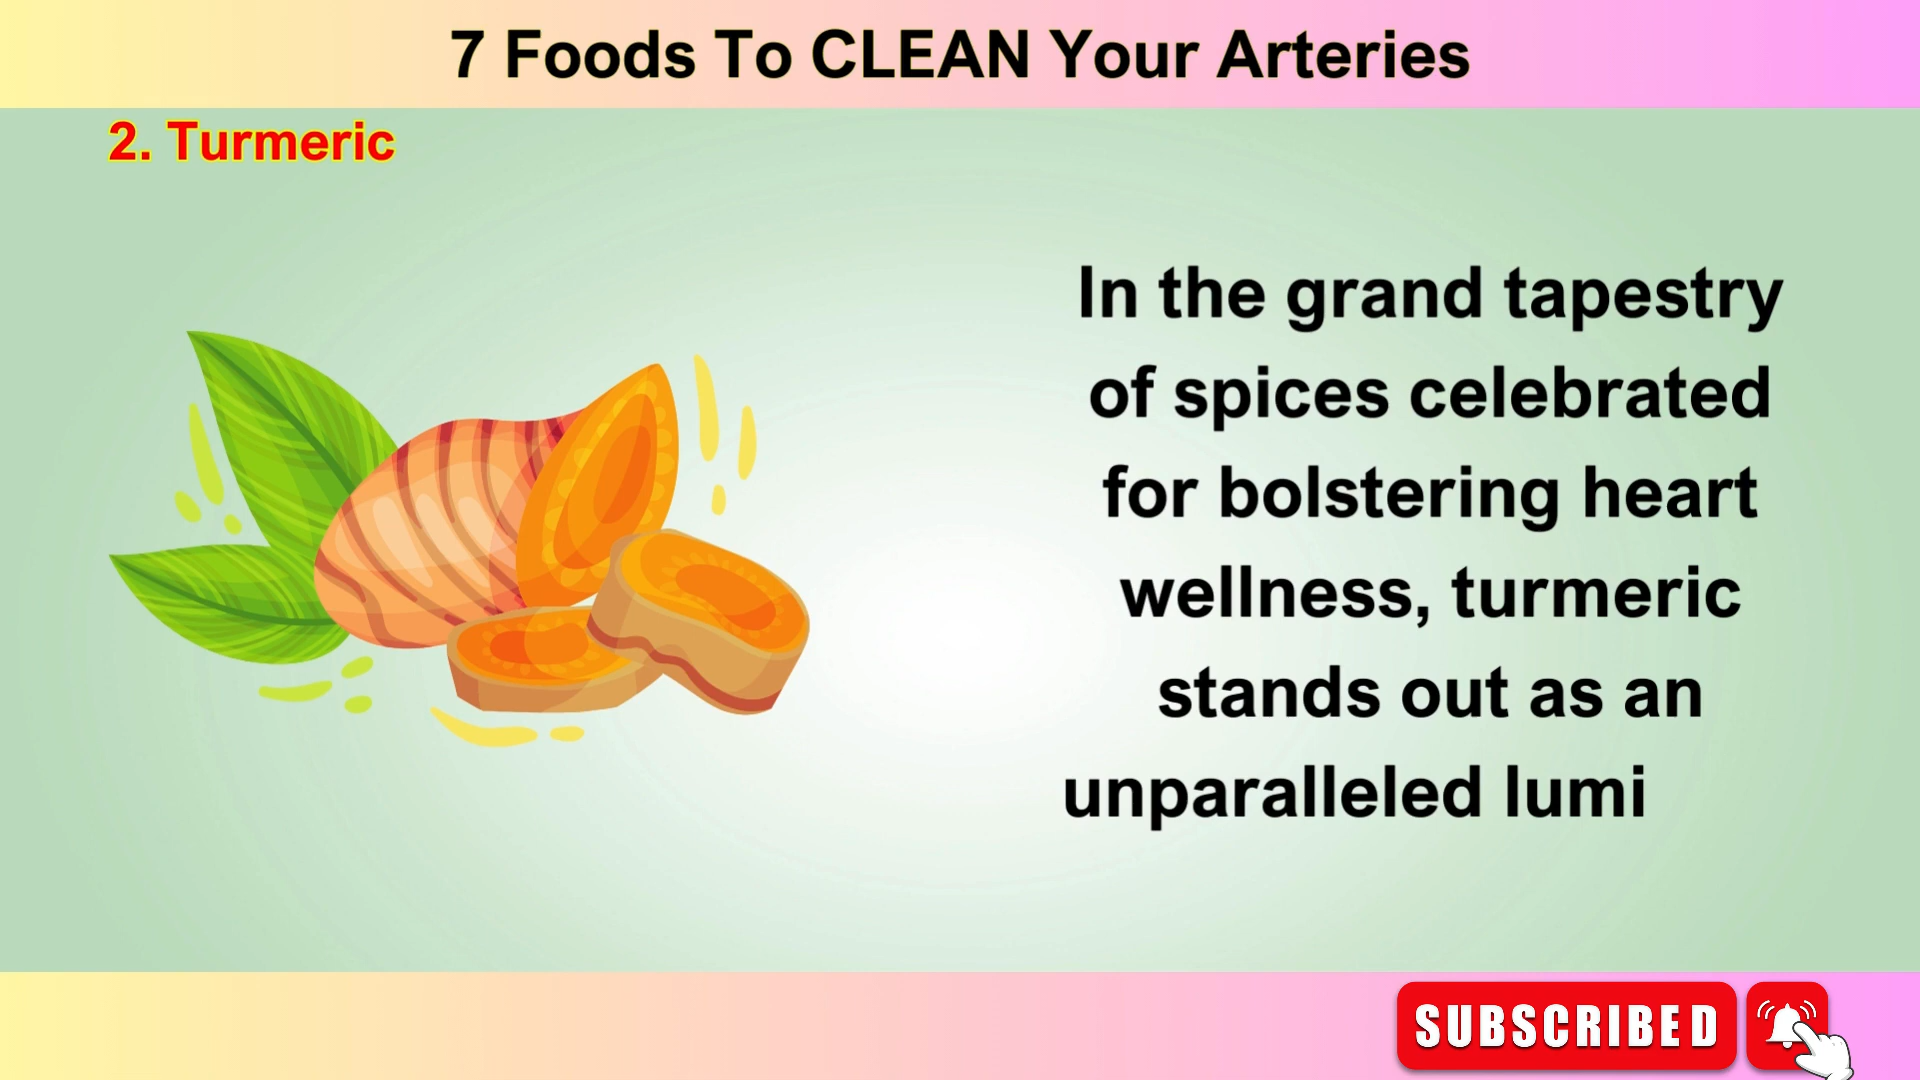 7 Foods To CLEAN Your Arteries
2. Turmeric
In the grand tapestry
of spices celebrated
for bolstering heart
wellness, turmeric
stands out as an
unparalleled lumi
SUBSCRIBED